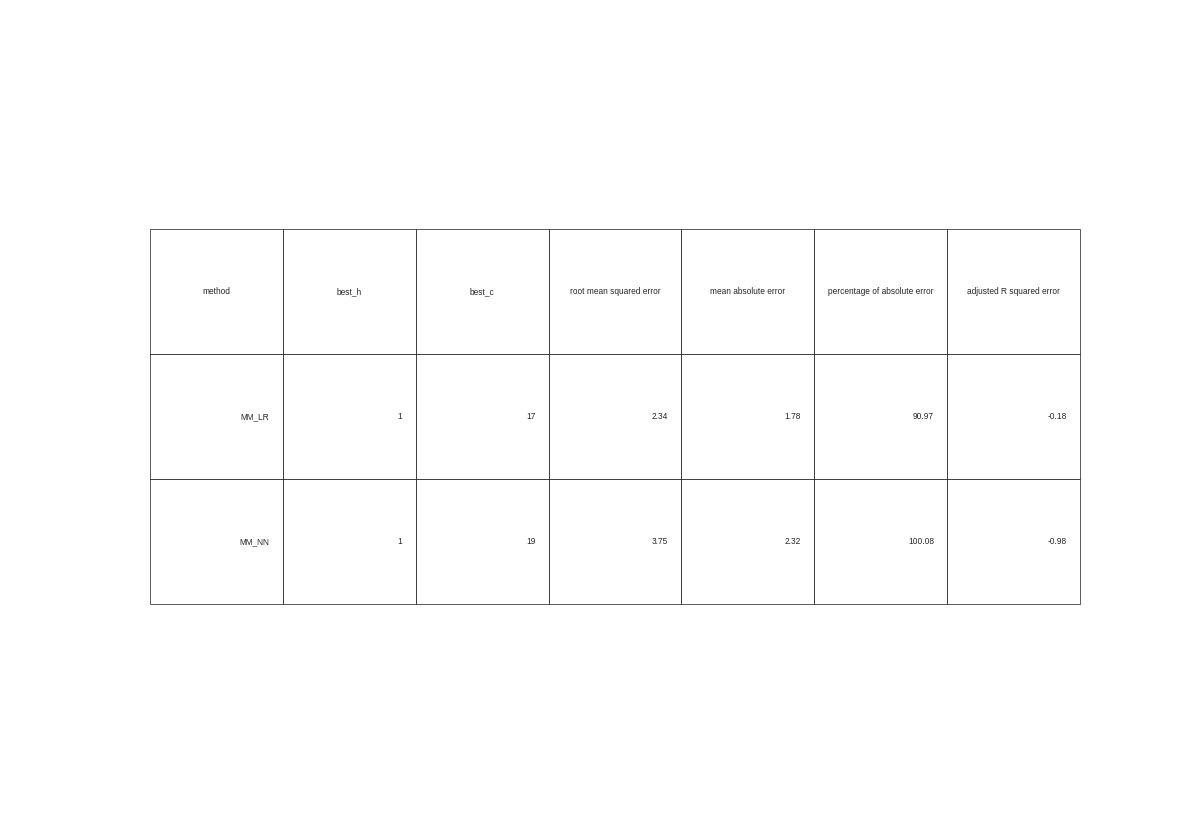 method best_h best_c root mean squared error mean absolute error percentage of absolute error adjusted R squared error
MM_LR 1 17 2.34 1.78 90.97 -0.18
MM_NN 1 19 3.75 2.32 100.08 -0.98